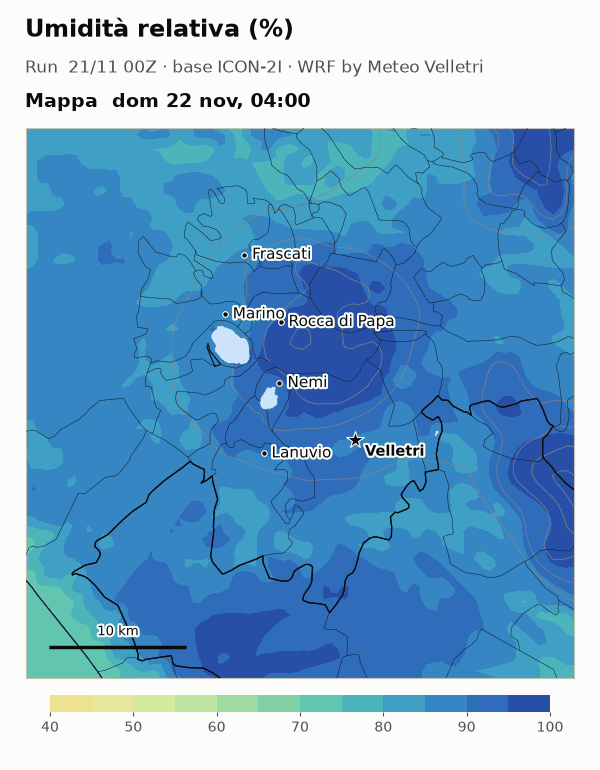 Umidità relativa (%)
Run  21/11 00Z · base ICON-2I · WRF by Meteo Velletri
Mappa  dom 22 nov, 04:00
Frascati
Marino
Rocca di Papa
Nemi
Velletri
Lanuvio
10 km
40 50 60 70 80 90 100